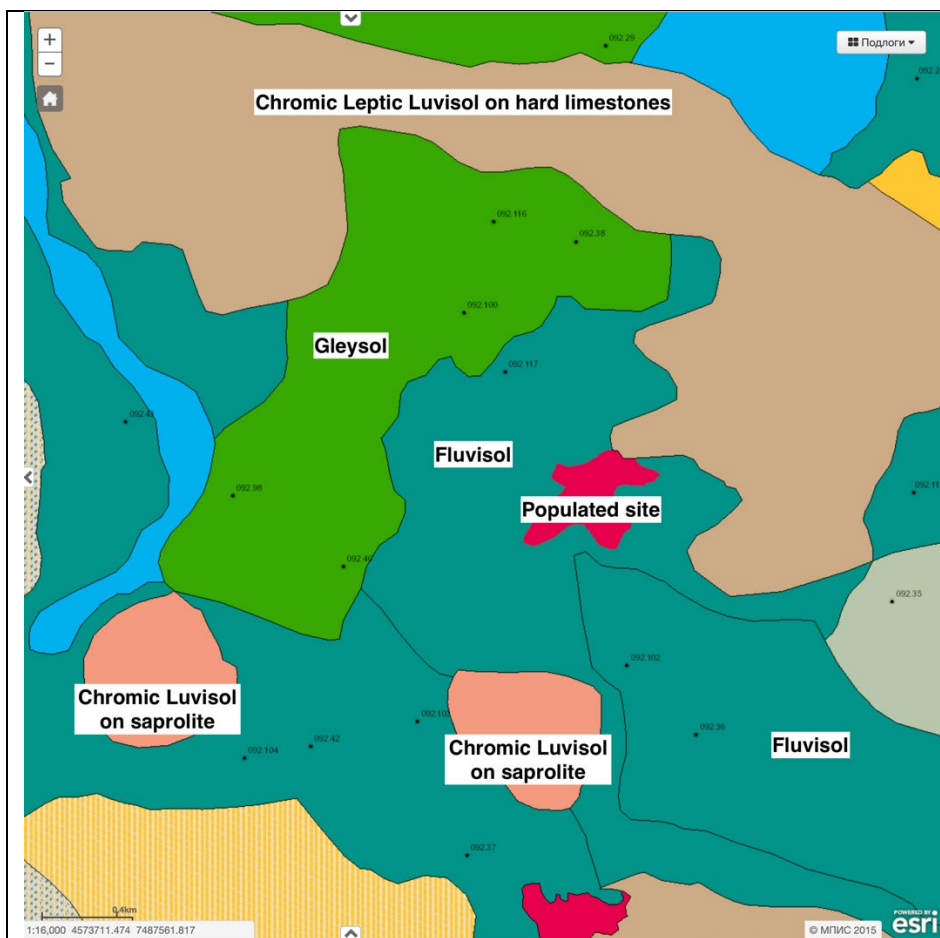 +
−
092.29
Подлоги
Chromic Leptic Luvisol on hard limestones
092.116
092.38
092.100
Gleysol
092.117
Fluvisol
092.98
Populated site
092.40
092.35
092.102
Chromic Luvisol
on saprolite
092.36
092.104
092.42
Chromic Luvisol
on saprolite
Fluvisol
092.37
0,4km
1:16,000 4573711.474 7487561.817
© МПИС 2015
POWERED BY
esri